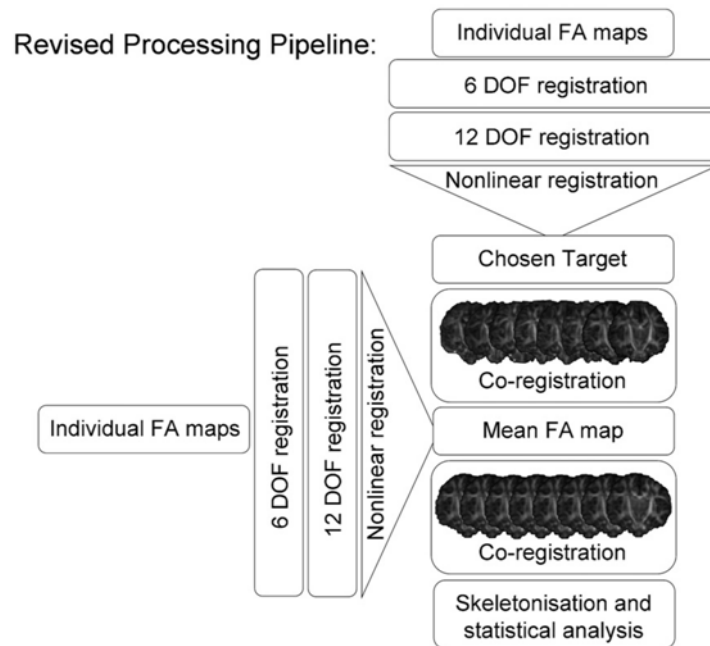 Revised Processing Pipeline:
Individual FA maps
6 DOF registration
12 DOF registration
Nonlinear registration
Chosen Target
Co-registration
Individual FA maps
6 DOF registration
12 DOF registration
Nonlinear registration
Mean FA map
Co-registration
Skeletonisation and
statistical analysis